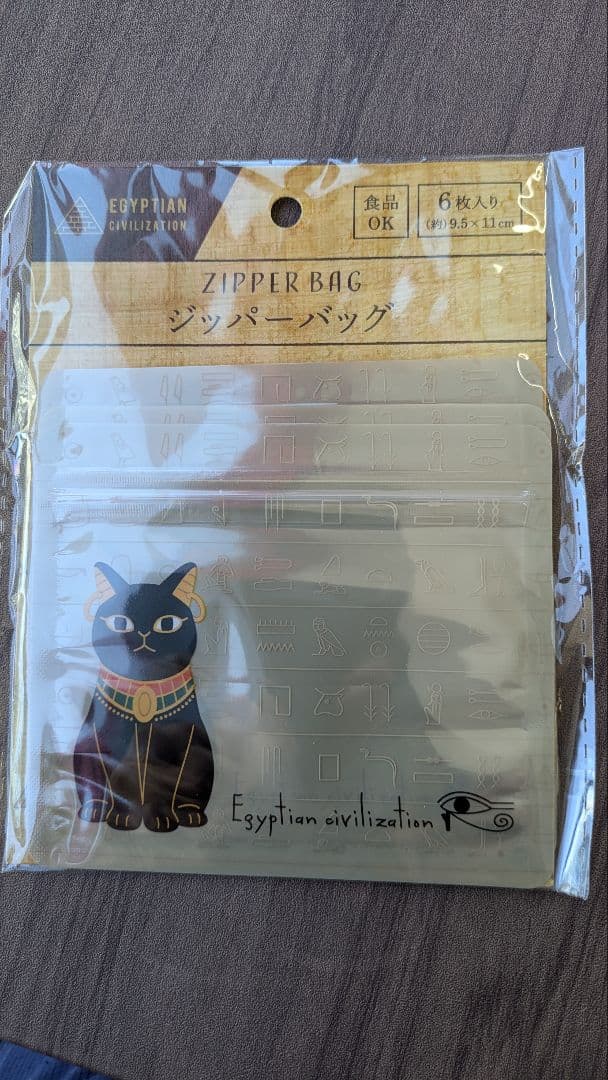 EGYPTIAN
CIVILIZATION
食品
OK
6枚入り
(約)9.5×11cm
ZIPPER BAG
ジッパーバッグ
Egyptian civilization